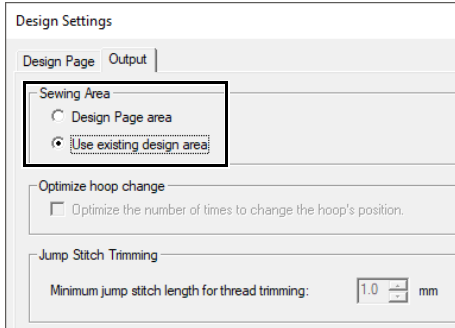 Design Settings
Design Page Output
Sewing Area
Design Page area
Use existing design area
Optimize hoop change
Optimize the number of times to change the hoop's position.
Jump Stitch Trimming
Minimum jump stitch length for thread trimming: 1.0 mm